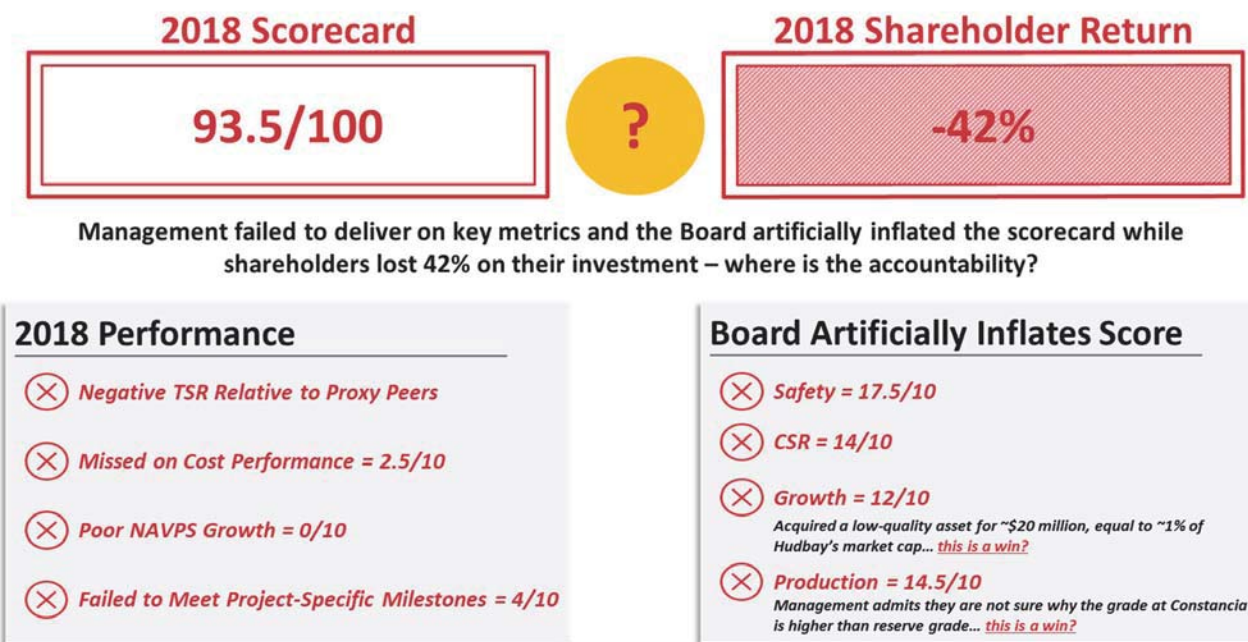 2018 Scorecard
93.5/100
?
2018 Shareholder Return
-42%
Management failed to deliver on key metrics and the Board artificially inflated the scorecard while
shareholders lost 42% on their investment – where is the accountability?
2018 Performance
Negative TSR Relative to Proxy Peers
Missed on Cost Performance = 2.5/10
Poor NAVPS Growth = 0/10
Failed to Meet Project-Specific Milestones = 4/10
Board Artificially Inflates Score
Safety = 17.5/10
CSR = 14/10
Growth = 12/10
Acquired a low-quality asset for ~$20 million, equal to ~1% of
Hudbay's market cap... this is a win?
Production = 14.5/10
Management admits they are not sure why the grade at Constancia
is higher than reserve grade... this is a win?